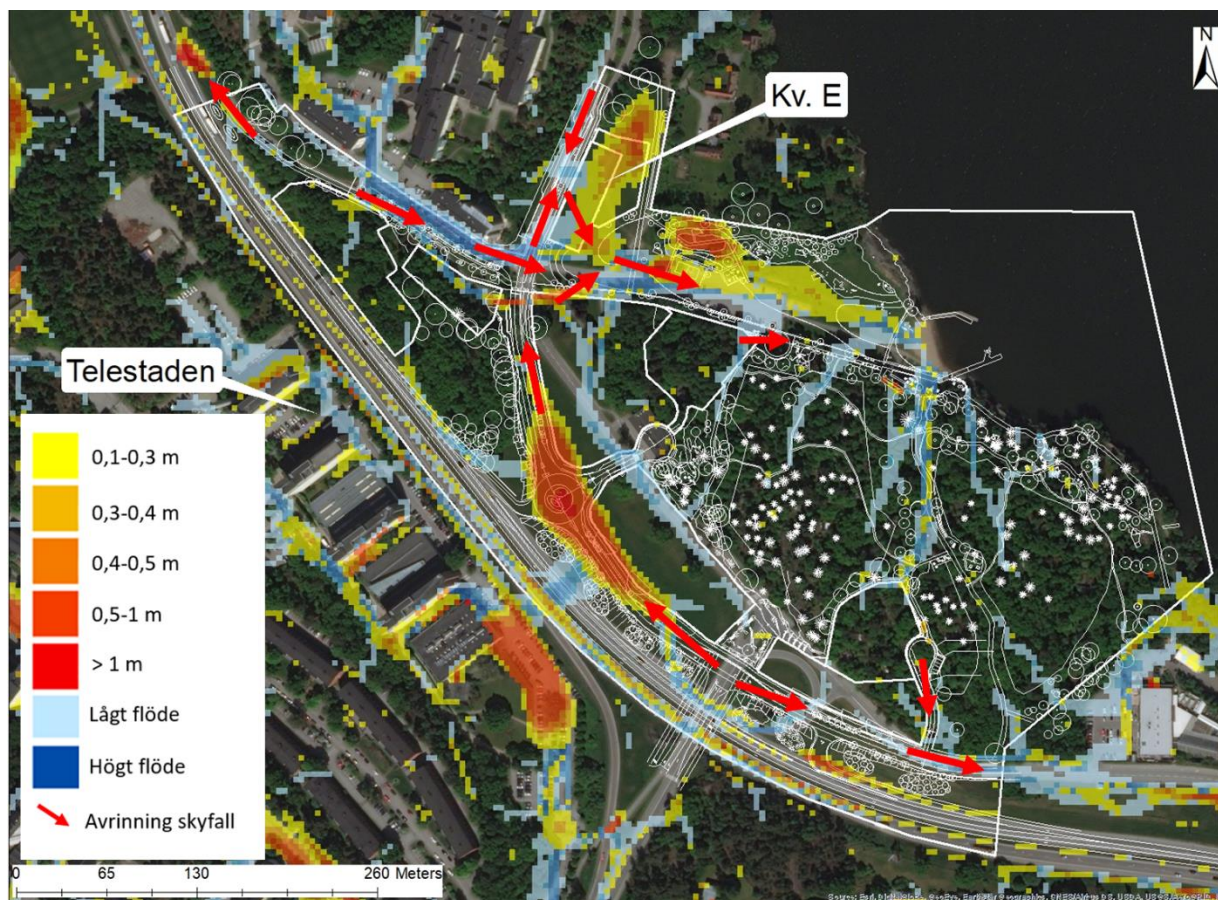 N
Kv. E
Telestaden
0,1-0,3 m
0,3-0,4 m
0,4-0,5 m
0,5-1 m
> 1 m
Lågt flöde
Högt flöde
Avrinning skyfall
0 65 130 260 Meters